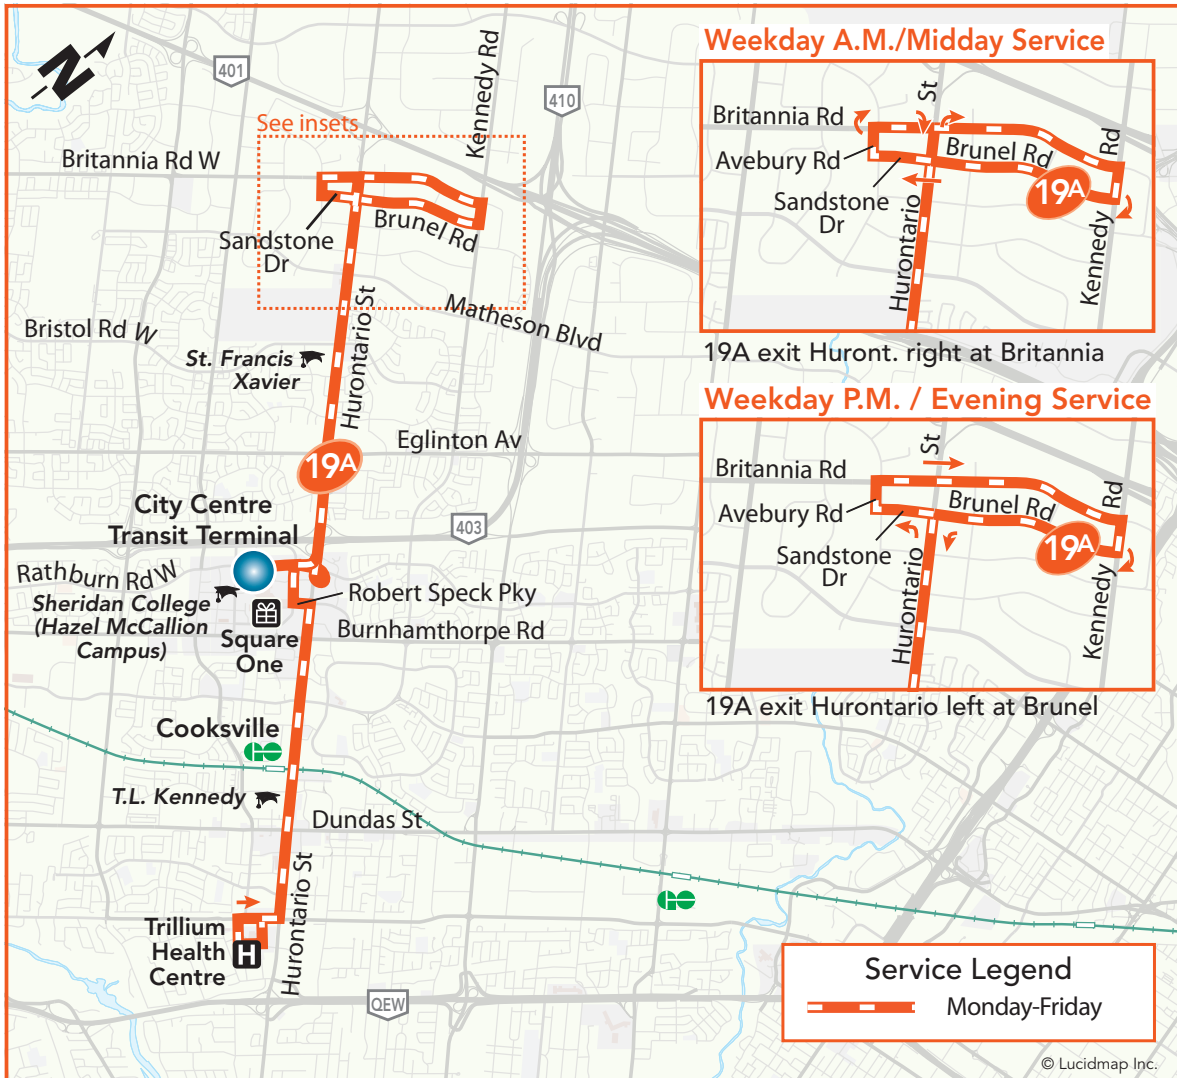 N
401
Kennedy Rd
410
See insets
Britannia Rd W
Sandstone
Dr
Brunel Rd
Matheson Blvd
Bristol Rd W
St. Francis
Xavier
Hurontario St
Eglinton Av
19A
City Centre
Transit Terminal
403
Rathburn Rd W
Sheridan College
(Hazel McCallion
Campus)
Square
One
Robert Speck Pky
Burnhamthorpe Rd
Cooksville
GO
T.L. Kennedy
Dundas St
GO
Hurontario St
Trillium
Health
Centre
H
QEW
Weekday A.M./Midday Service
St
Britannia Rd
Avebury Rd
Brunel Rd
Rd
Sandstone
Dr
19A
Hurontario
Kennedy
19A exit Huront. right at Britannia
Weekday P.M. / Evening Service
St
Britannia Rd
Avebury Rd
Brunel Rd
Rd
Sandstone
Dr
19A
Hurontario
Kennedy
19A exit Hurontario left at Brunel
Service Legend
Monday-Friday
© Lucidmap Inc.